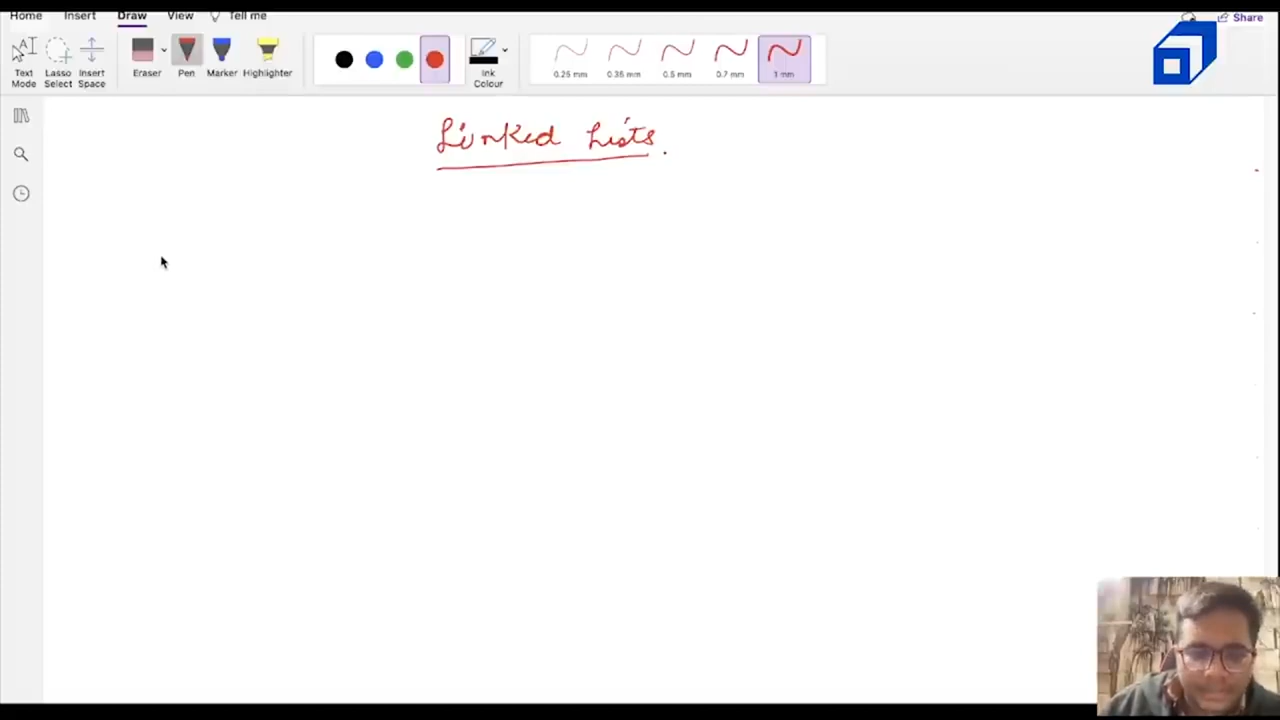 Home Insert Draw View Tell me Share
Text Mode
Lasso Select
Insert Space
Eraser
Pen
Marker
Highlighter
Ink Colour
0.25 mm
0.35 mm
0.5 mm
0.7 mm
1 mm
Linked Lists.